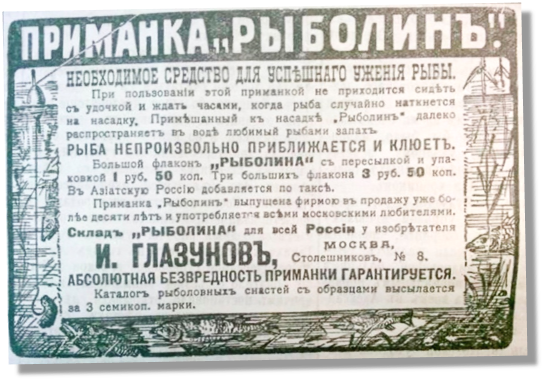 ПРИМАНКА „РЫБОЛИНЪ“.
НЕОБХОДИМОЕ СРЕДСТВО ДЛЯ УСПѢШНАГО УЖЕНІЯ РЫБЫ.
При пользованіи этой приманкой не приходится сидѣть
съ удочкой и ждать часами, когда рыба случайно наткнется
на насадку. Примѣшанный къ насадкѣ „Рыболинъ“ далеко
распространяетъ въ водѣ любимый рыбами запахъ.
РЫБА НЕПРОИЗВОЛЬНО ПРИБЛИЖАЕТСЯ И КЛЮЕТЪ.
Большой флаконъ „РЫБОЛИНА“ съ пересылкой и упа-
ковкой 1 руб. 50 коп. Три большихъ флакона 3 руб. 50 коп.
Въ Азіатскую Россію добавляется по таксѣ.
Приманка „Рыболинъ“ выпущена фирмою въ продажу уже бо-
лѣе десяти лѣтъ и употребляется всѣми московскими любителями.
Складъ „РЫБОЛИНА“ для всей Россіи у изобрѣтателя
И. ГЛАЗУНОВЪ, МОСКВА,
Столешниковъ, № 8.
АБСОЛЮТНАЯ БЕЗВРЕДНОСТЬ ПРИМАНКИ ГАРАНТИРУЕТСЯ.
Каталогъ рыболовныхъ снастей съ образцами высылается
за 3 семикоп. марки.